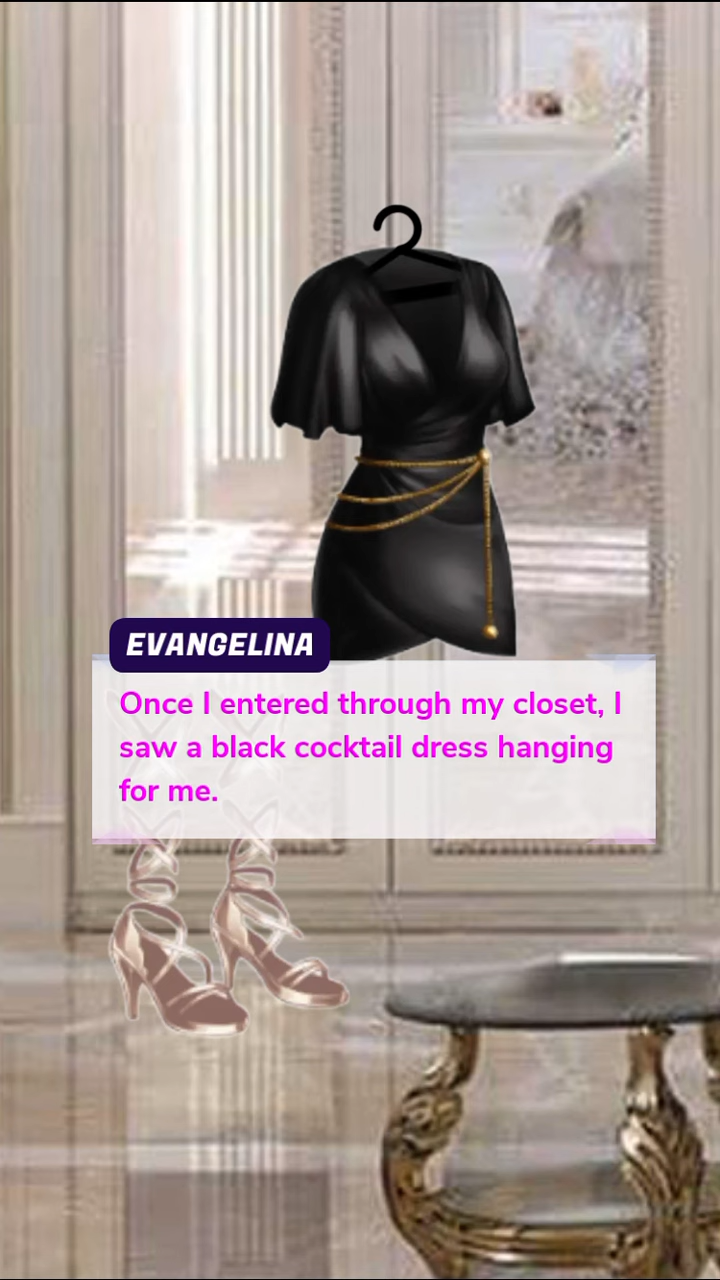 EVANGELINA
Once I entered through my closet, I
saw a black cocktail dress hanging
for me.